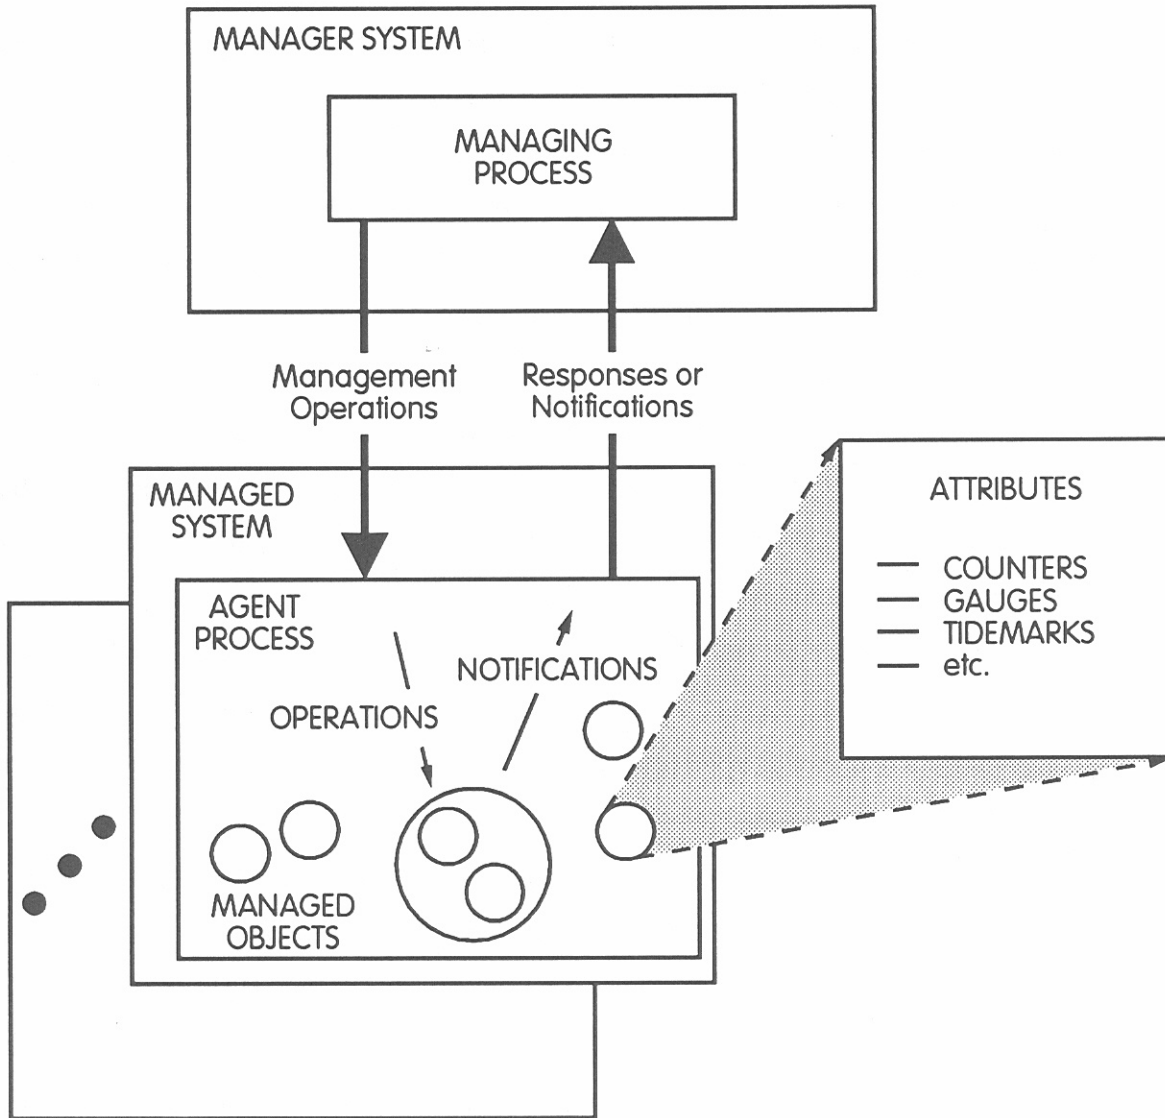 MANAGER SYSTEM
MANAGING
PROCESS
Management
Operations
Responses or
Notifications
MANAGED
SYSTEM
ATTRIBUTES
— COUNTERS
— GAUGES
— TIDEMARKS
— etc.
AGENT
PROCESS
NOTIFICATIONS
OPERATIONS
MANAGED
OBJECTS